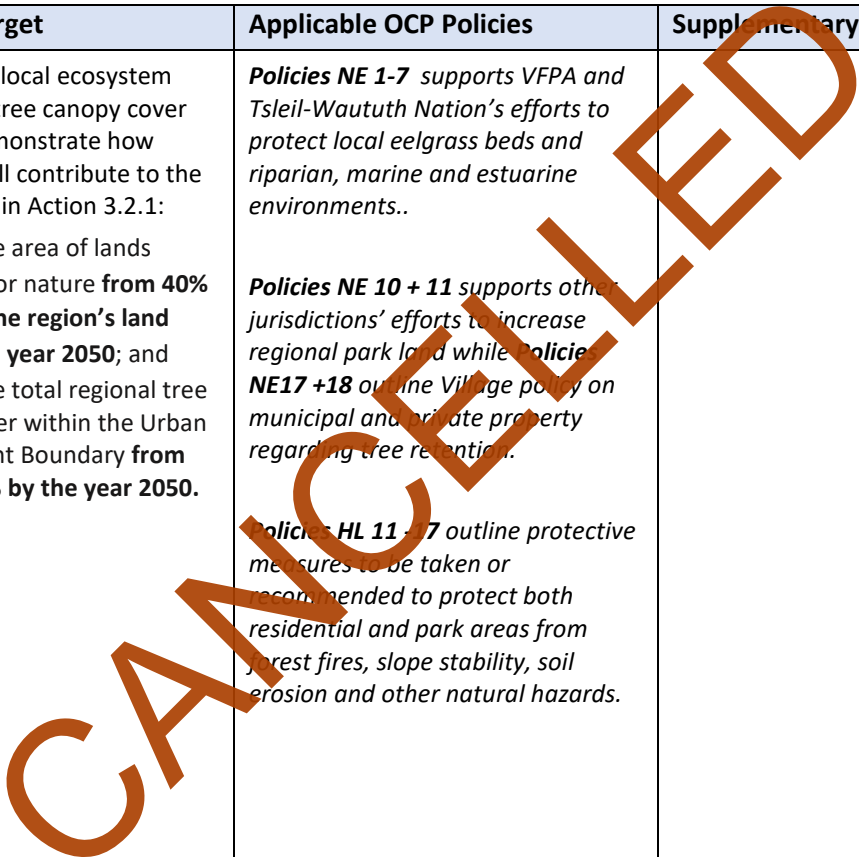 rget
local ecosystem
tree canopy cover
monstrate how
ll contribute to the
in Action 3.2.1:
e area of lands
or nature from 40%
he region's land
year 2050; and
e total regional tree
er within the Urban
nt Boundary from
by the year 2050.
Applicable OCP Policies
Policies NE 1-7 supports VFPA and
Tsleil-Waututh Nation's efforts to
protect local eelgrass beds and
riparian, marine and estuarine
environments..
Policies NE 10 + 11 supports other
jurisdictions' efforts to increase
regional park land while Policies
NE17 +18 outline Village policy on
municipal and private property
regarding tree retention.
Policies HL 11 -17 outline protective
measures to be taken or
recommended to protect both
residential and park areas from
forest fires, slope stability, soil
erosion and other natural hazards.
Supplementary
CANCELLED